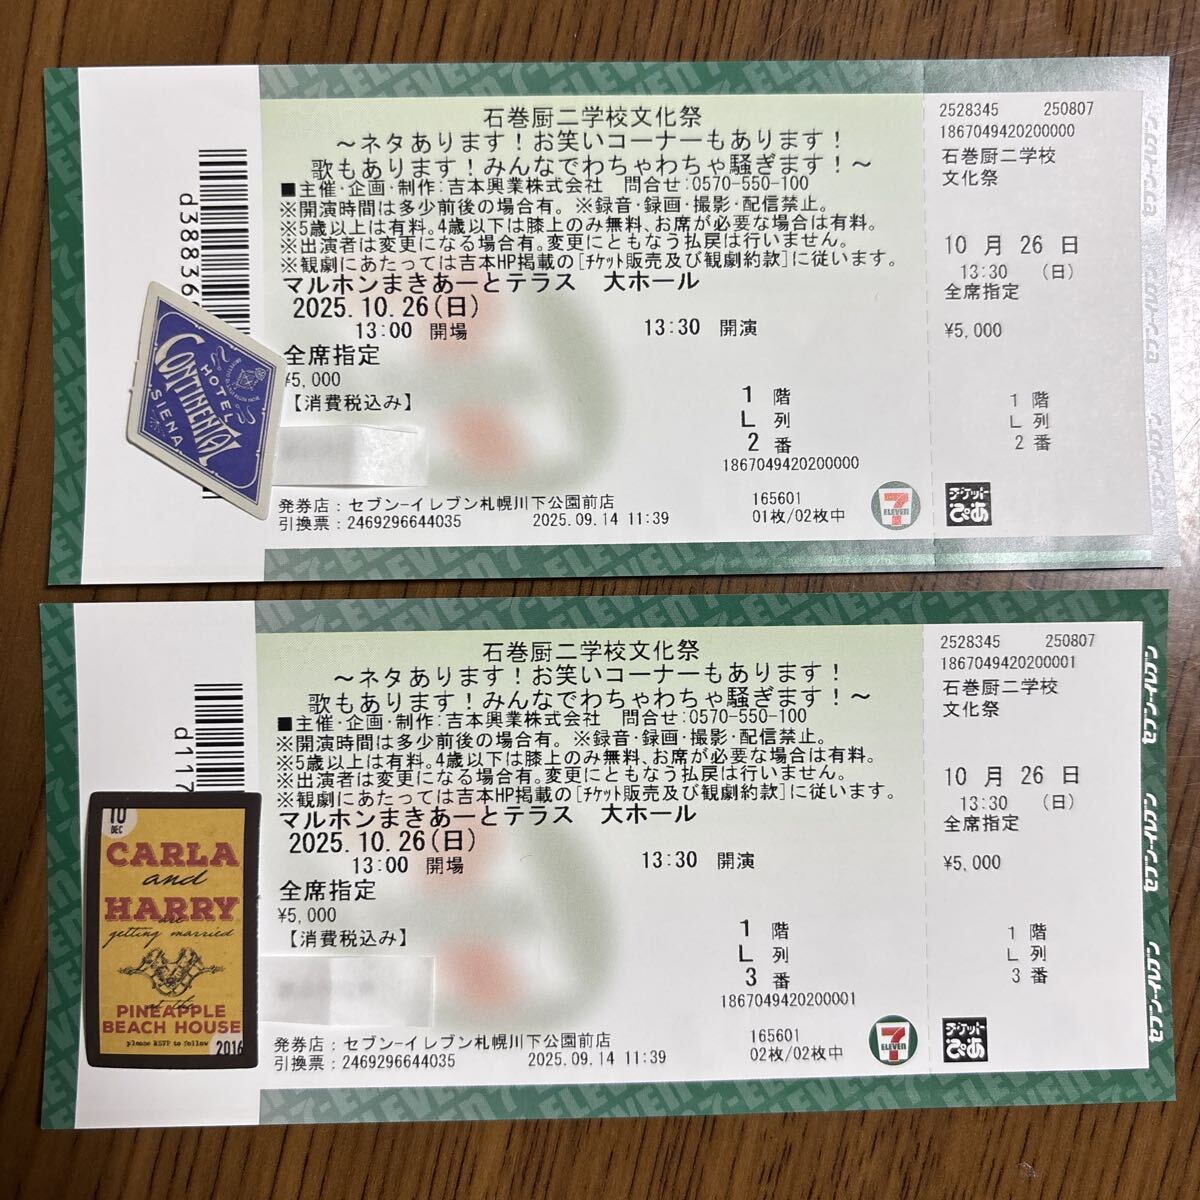 石巻厨二学校文化祭
～ネタあります！お笑いコーナーもあります！
歌もあります！みんなでわちゃわちゃ騒ぎます！～
■主催・企画・制作：吉本興業株式会社　問合せ：0570-550-100
※開演時間は多少前後の場合有。※録音・録画・撮影・配信禁止。
※5歳以上は有料。4歳以下は膝上のみ無料、お席が必要な場合は有料。
※出演者は変更になる場合有。変更にともなう払戻は行いません。
※観劇にあたっては吉本HP掲載の[ﾁｹｯﾄ販売及び観劇約款]に従います。
マルホンまきあーとテラス　大ホール
2025.10.26(日)
13:00 開場　13:30 開演
全席指定
¥5,000
【消費税込み】
1 階
L 列
2 番
1867049420200000
発券店：セブン-イレブン札幌川下公園前店
引換票：2469296644035　2025.09.14 11:39
165601
01枚/02枚中
7
ELEVEN
2528345　250807
1867049420200000
石巻厨二学校
文化祭
10 月 26 日
13:30 （日）
全席指定
¥5,000
1 階
L 列
2 番
チケット
ぴあ
HOTEL
CONTINENTAL
SIENA
石巻厨二学校文化祭
～ネタあります！お笑いコーナーもあります！
歌もあります！みんなでわちゃわちゃ騒ぎます！～
■主催・企画・制作：吉本興業株式会社　問合せ：0570-550-100
※開演時間は多少前後の場合有。※録音・録画・撮影・配信禁止。
※5歳以上は有料。4歳以下は膝上のみ無料、お席が必要な場合は有料。
※出演者は変更になる場合有。変更にともなう払戻は行いません。
※観劇にあたっては吉本HP掲載の[ﾁｹｯﾄ販売及び観劇約款]に従います。
マルホンまきあーとテラス　大ホール
2025.10.26(日)
13:00 開場　13:30 開演
全席指定
¥5,000
【消費税込み】
1 階
L 列
3 番
1867049420200001
発券店：セブン-イレブン札幌川下公園前店
引換票：2469296644035　2025.09.14 11:39
165601
02枚/02枚中
7
ELEVEN
2528345　250807
1867049420200001
石巻厨二学校
文化祭
10 月 26 日
13:30 （日）
全席指定
¥5,000
1 階
L 列
3 番
チケット
ぴあ
セブン-イレブン
セブン-イレブン
セブン-イレブン
10
DEC
CARLA
and
HARRY
are
getting married
at the
PINEAPPLE
BEACH HOUSE
please RSVP to follow
2016